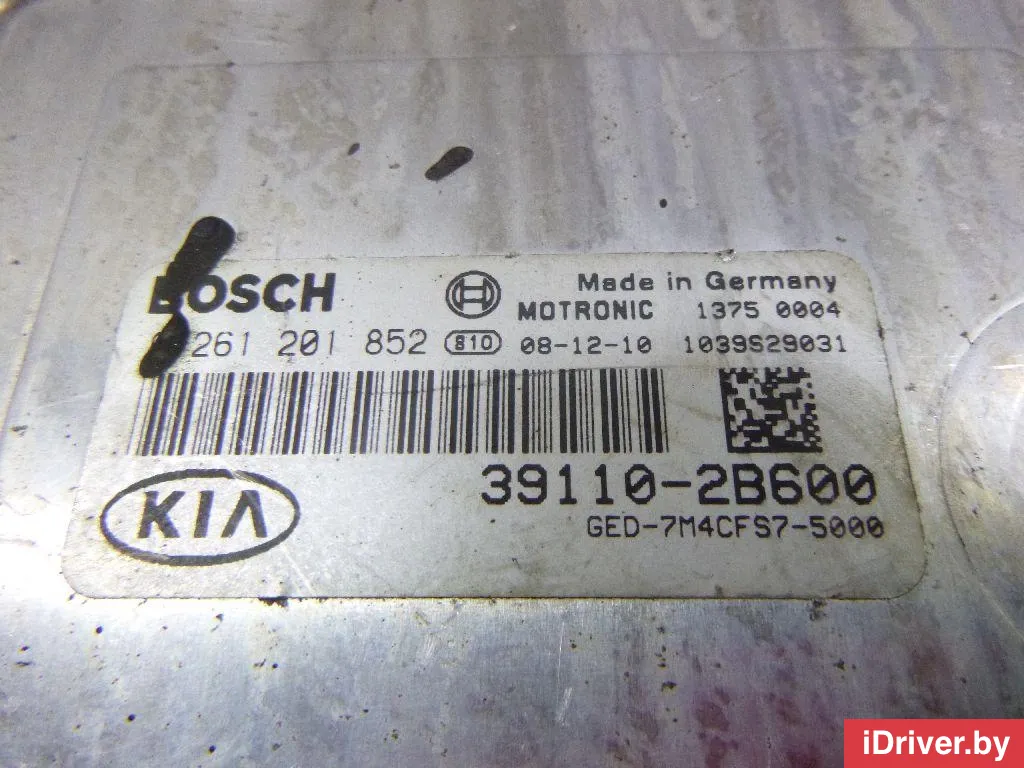 BOSCH
Made in Germany
MOTRONIC 1375 0004
261 201 852 810 08-12-10 1039S29031
KIA
39110-2B600
GED-7M4CFS7-5000
iDriver.by